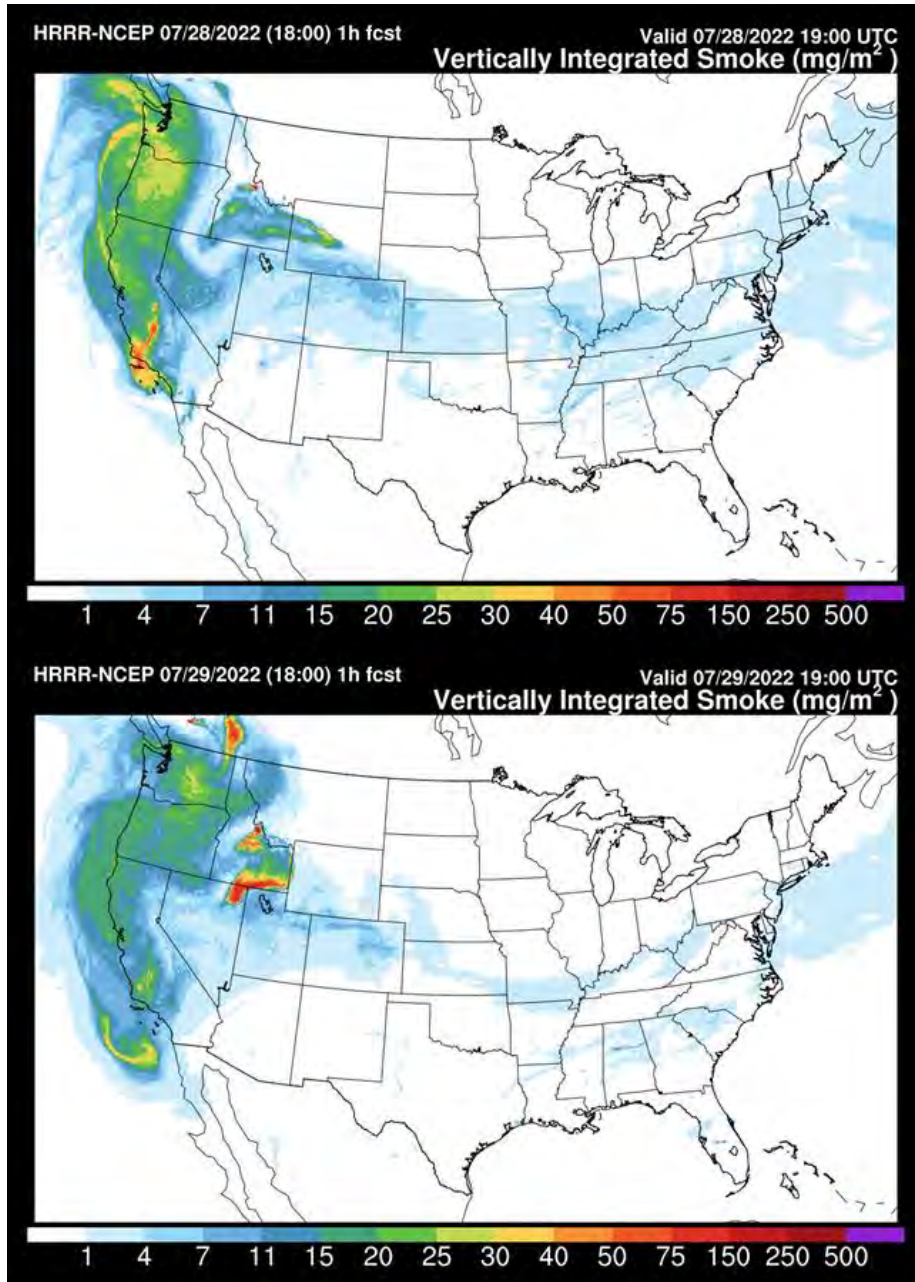 HRRR-NCEP 07/28/2022 (18:00) 1h fcst Valid 07/28/2022 19:00 UTC
Vertically Integrated Smoke (mg/m²)
1 4 7 11 15 20 25 30 40 50 75 150 250 500
HRRR-NCEP 07/29/2022 (18:00) 1h fcst Valid 07/29/2022 19:00 UTC
Vertically Integrated Smoke (mg/m²)
1 4 7 11 15 20 25 30 40 50 75 150 250 500